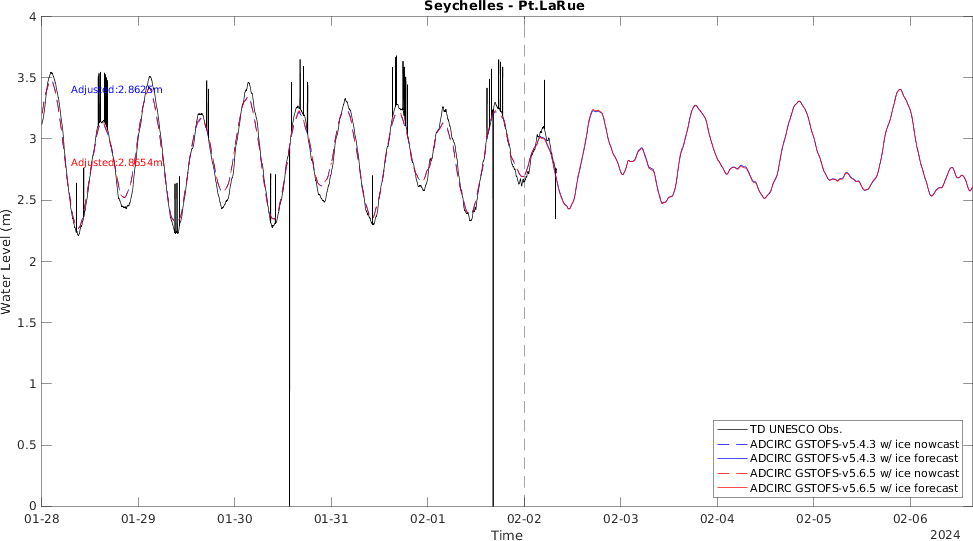 Seychelles - Pt.LaRue
4
3.5
3
2.5
2
1.5
1
0.5
0
Water Level (m)
Adjusted:2.8625m
Adjusted:2.8654m
TD UNESCO Obs.
ADCIRC GSTOFS-v5.4.3 w/ ice nowcast
ADCIRC GSTOFS-v5.4.3 w/ ice forecast
ADCIRC GSTOFS-v5.6.5 w/ ice nowcast
ADCIRC GSTOFS-v5.6.5 w/ ice forecast
01-28 01-29 01-30 01-31 02-01 02-02 02-03 02-04 02-05 02-06
Time
2024